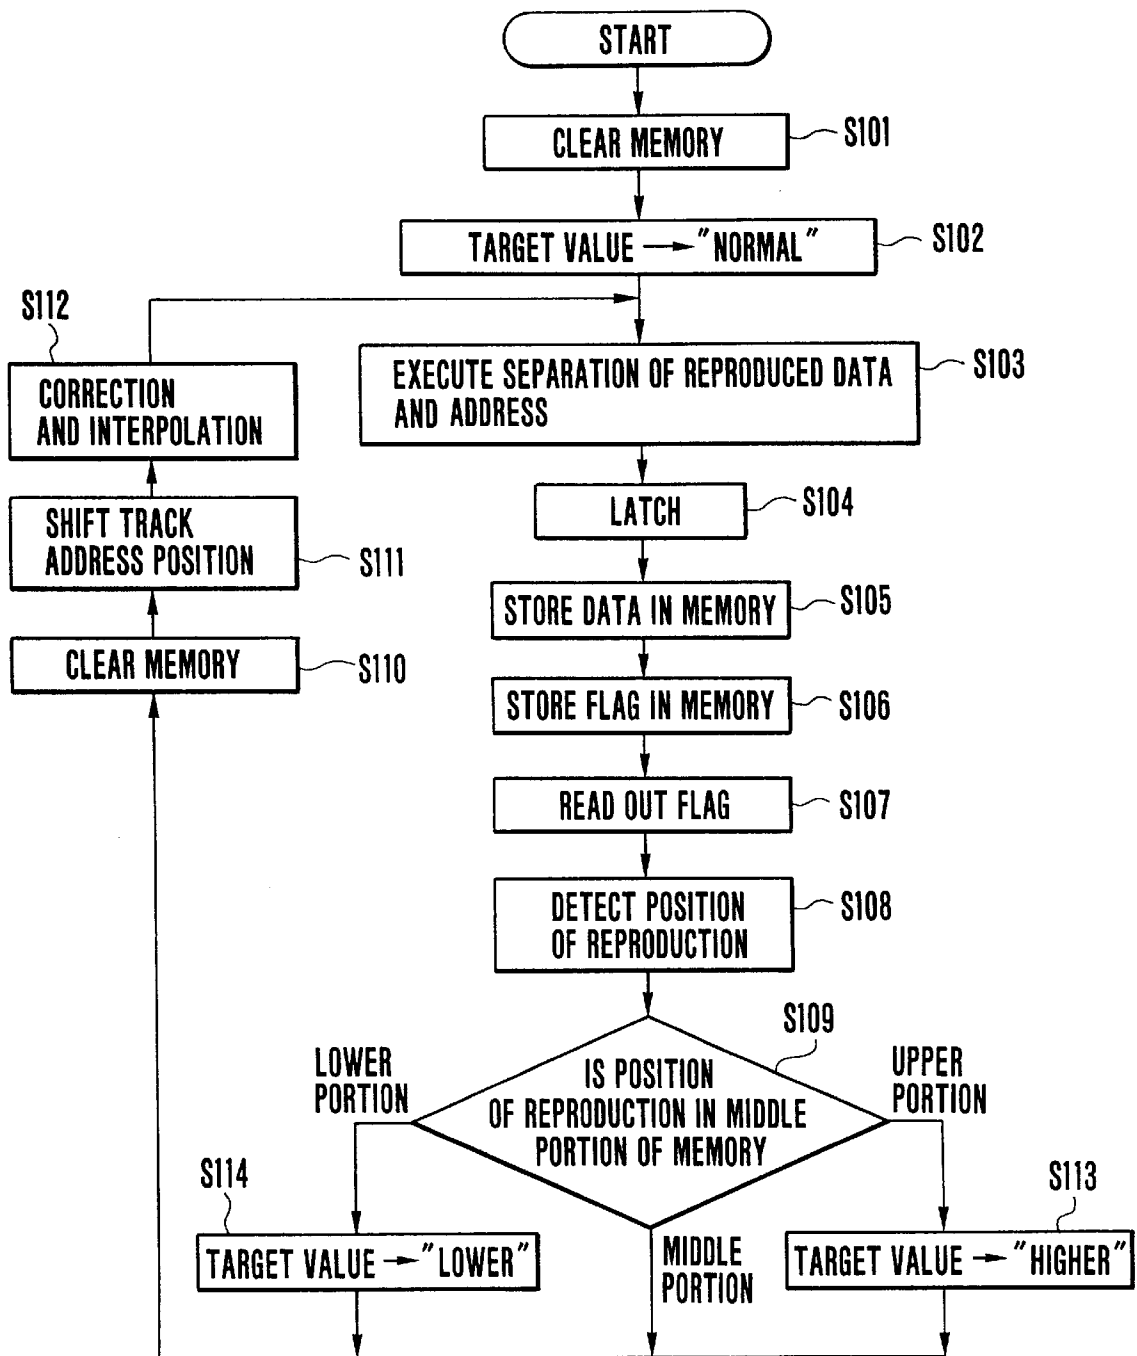 START
CLEAR MEMORY
S101
TARGET VALUE → "NORMAL"
S102
S112
CORRECTION
AND INTERPOLATION
EXECUTE SEPARATION OF REPRODUCED DATA
AND ADDRESS
S103
LATCH
S104
SHIFT TRACK
ADDRESS POSITION
S111
STORE DATA IN MEMORY
S105
CLEAR MEMORY
S110
STORE FLAG IN MEMORY
S106
READ OUT FLAG
S107
DETECT POSITION
OF REPRODUCTION
S108
S109
IS POSITION
OF REPRODUCTION IN MIDDLE
PORTION OF MEMORY
LOWER
PORTION
UPPER
PORTION
S114
TARGET VALUE → "LOWER"
MIDDLE
PORTION
S113
TARGET VALUE → "HIGHER"